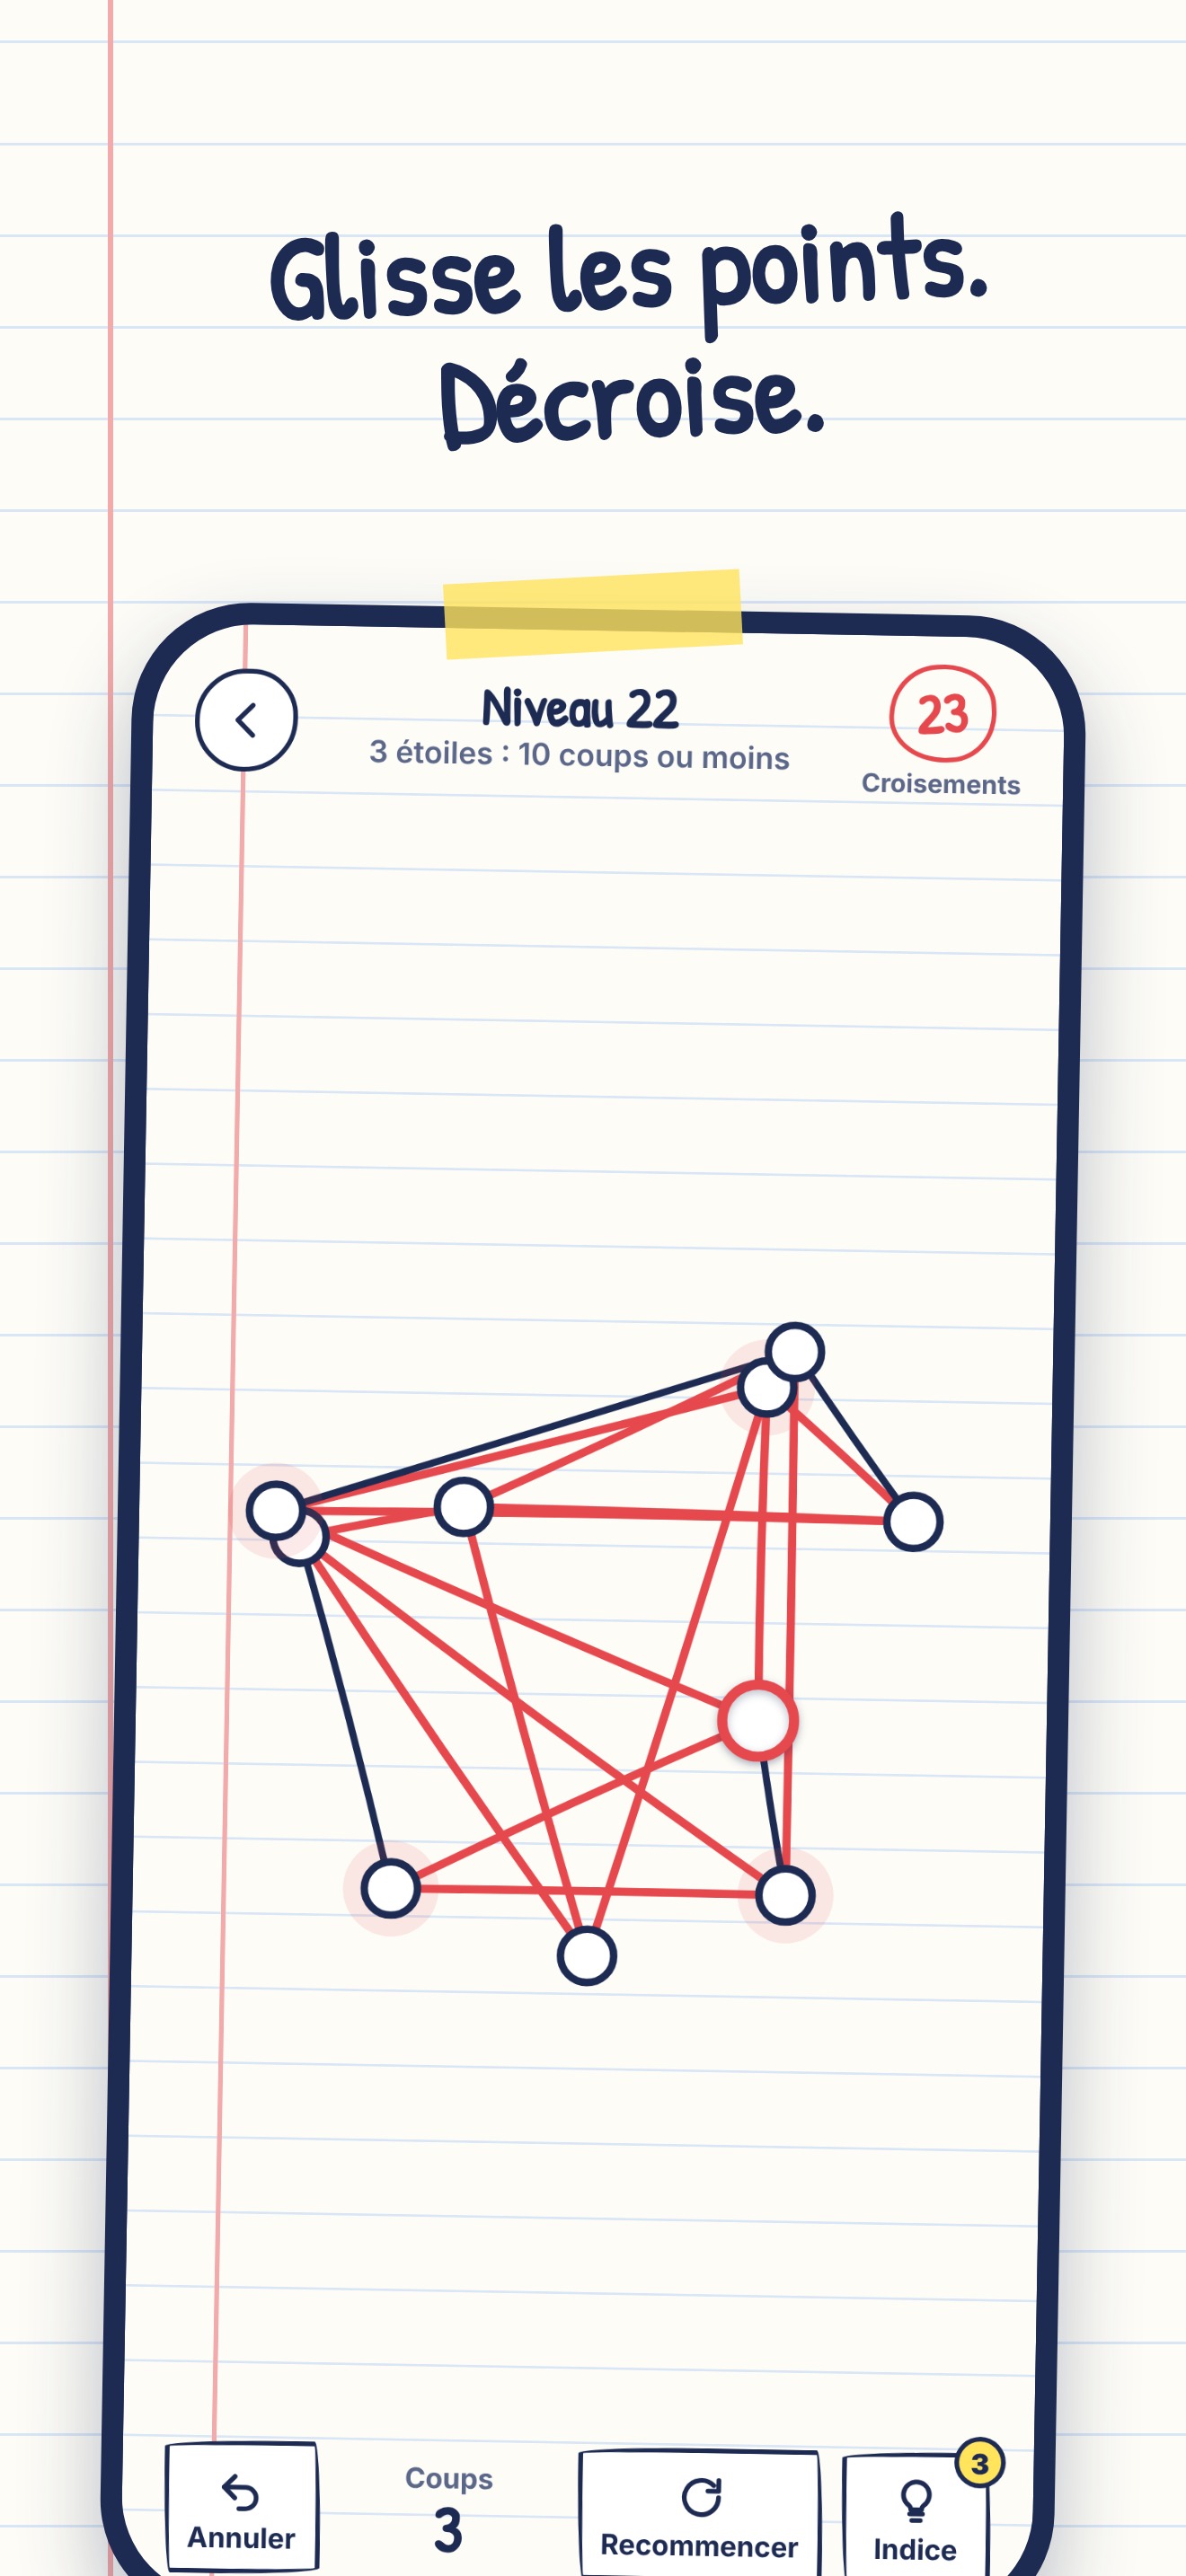 Glisse les points.
Décroise.
Niveau 22
3 étoiles : 10 coups ou moins
23
Croisements
Annuler
Coups
3
Recommencer
3
Indice